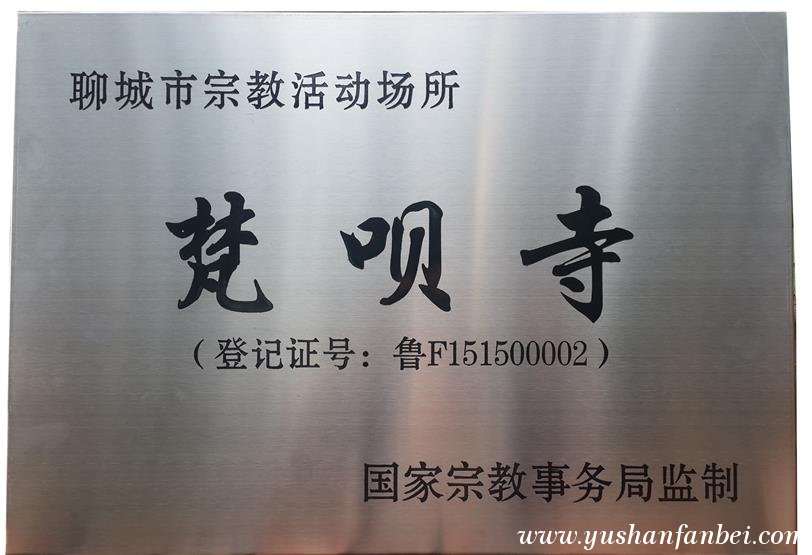 聊城市宗教活动场所
梵呗寺
（登记证号：鲁F151500002）
国家宗教事务局监制
www.yushanfanbei.com